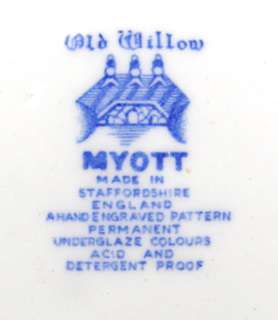 Old Willow
MYOTT
MADE IN
STAFFORDSHIRE
ENGLAND
A HAND ENGRAVED PATTERN
PERMANENT
UNDERGLAZE COLOURS
ACID AND
DETERGENT PROOF